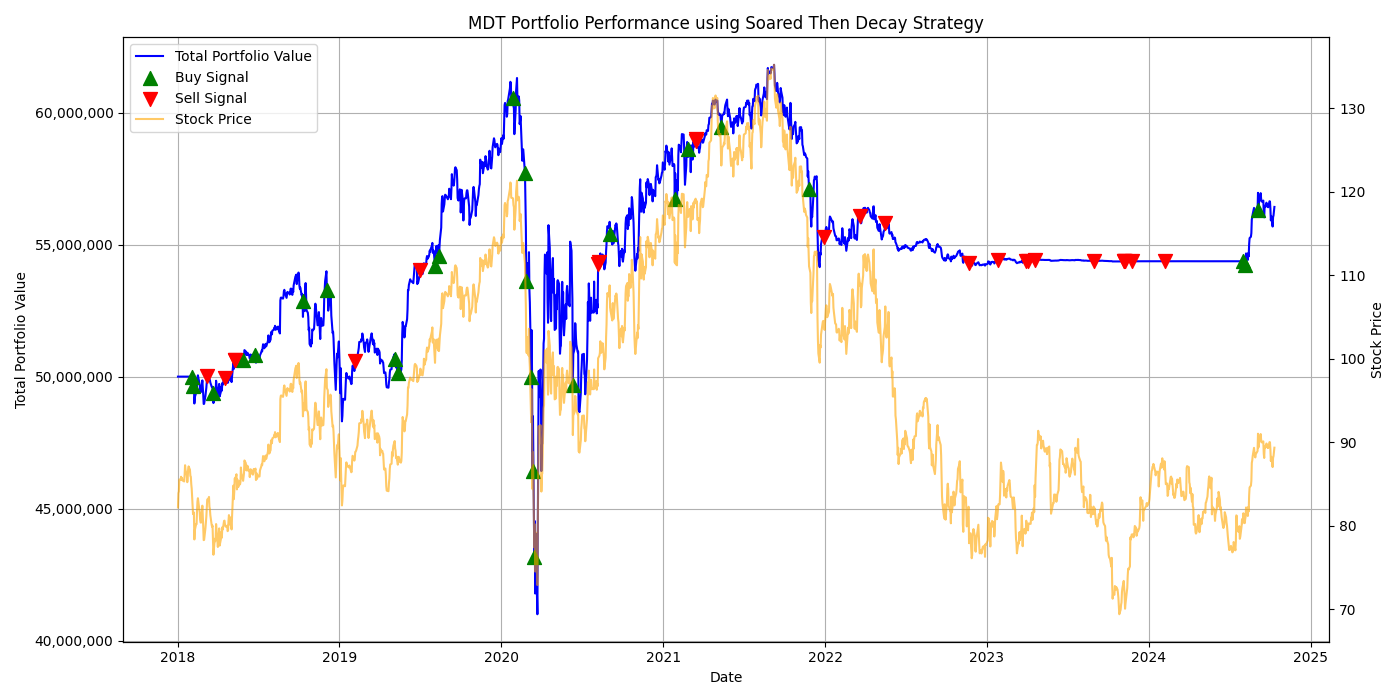 MDT Portfolio Performance using Soared Then Decay Strategy
Total Portfolio Value
Buy Signal
Sell Signal
Stock Price
60,000,000
55,000,000
50,000,000
45,000,000
40,000,000
Total Portfolio Value
130
120
110
100
90
80
70
Stock Price
2018
2019
2020
2021
2022
2023
2024
2025
Date